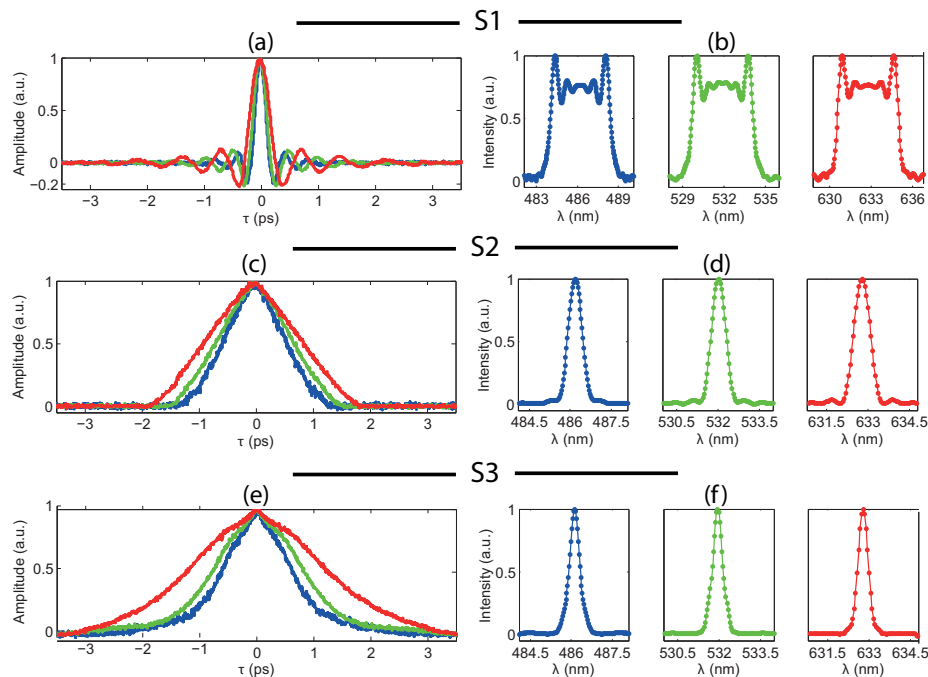 S1
(a)
(b)
Amplitude (a.u.)
1
0.5
0
−0.2
−3 −2 −1 0 1 2 3
τ (ps)
Intensity (a.u.)
1
0.5
0
483 486 489
λ (nm)
529 532 535
λ (nm)
630 633 636
λ (nm)
S2
(c)
(d)
Amplitude (a.u.)
1
0.5
0
−3 −2 −1 0 1 2 3
τ (ps)
Intensity (a.u.)
1
0.5
0
484.5 486 487.5
λ (nm)
530.5 532 533.5
λ (nm)
631.5 633 634.5
λ (nm)
S3
(e)
(f)
Amplitude (a.u.)
1
0.5
0
−3 −2 −1 0 1 2 3
τ (ps)
Intensity (a.u.)
1
0.5
0
484.5 486 487.5
λ (nm)
530.5 532 533.5
λ (nm)
631.5 633 634.5
λ (nm)